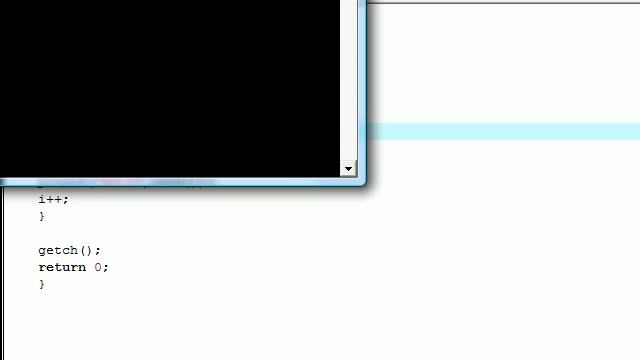 i++;
}
getch();
return 0;
}